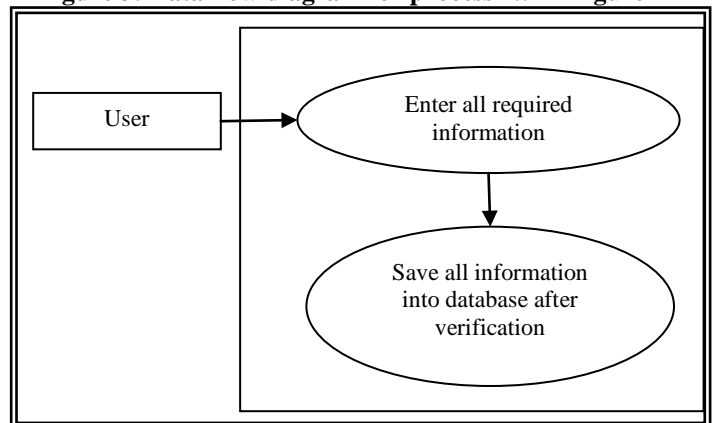 User
Enter all required
information
Save all information
into database after
verification